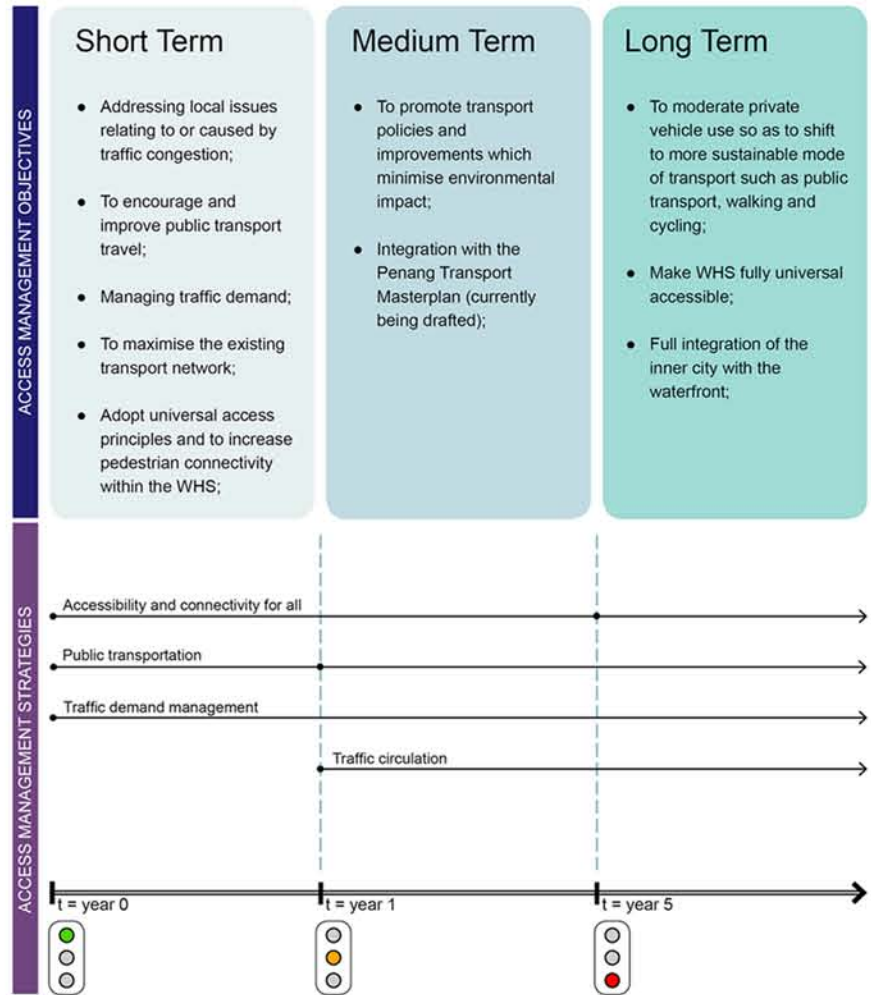 ACCESS MANAGEMENT OBJECTIVES
Short Term
• Addressing local issues
relating to or caused by
traffic congestion;
• To encourage and
improve public transport
travel;
• Managing traffic demand;
• To maximise the existing
transport network;
• Adopt universal access
principles and to increase
pedestrian connectivity
within the WHS;
Medium Term
• To promote transport
policies and
improvements which
minimise environmental
impact;
• Integration with the
Penang Transport
Masterplan (currently
being drafted);
Long Term
• To moderate private
vehicle use so as to shift
to more sustainable mode
of transport such as public
transport, walking and
cycling;
• Make WHS fully universal
accessible;
• Full integration of the
inner city with the
waterfront;
ACCESS MANAGEMENT STRATEGIES
Accessibility and connectivity for all
Public transportation
Traffic demand management
Traffic circulation
t = year 0
t = year 1
t = year 5